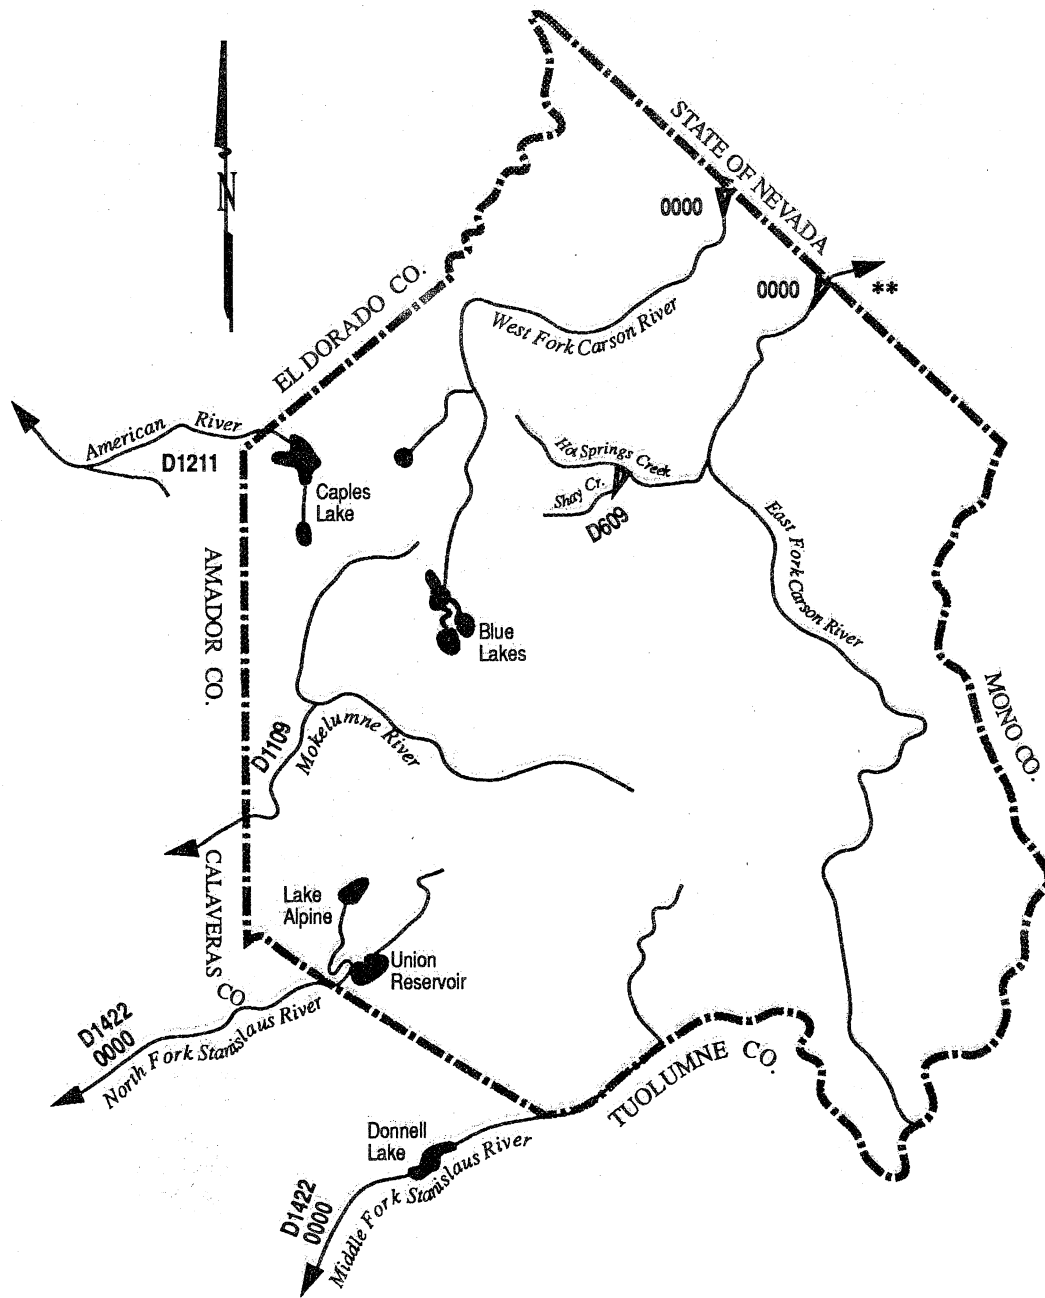 STATE OF NEVADA
N
0000
0000
**
EL DORADO CO.
West Fork Carson River
American River
D1211
Caples
Lake
Hot Springs Creek
Shay Cr.
D609
East Fork Carson River
AMADOR CO.
Blue
Lakes
MONO CO.
D1109
Mokelumne River
CALAVERAS CO
Lake
Alpine
Union
Reservoir
D1422
0000
North Fork Stanislaus River
TUOLUMNE CO.
Donnell
Lake
D1422
0000
Middle Fork Stanislaus River